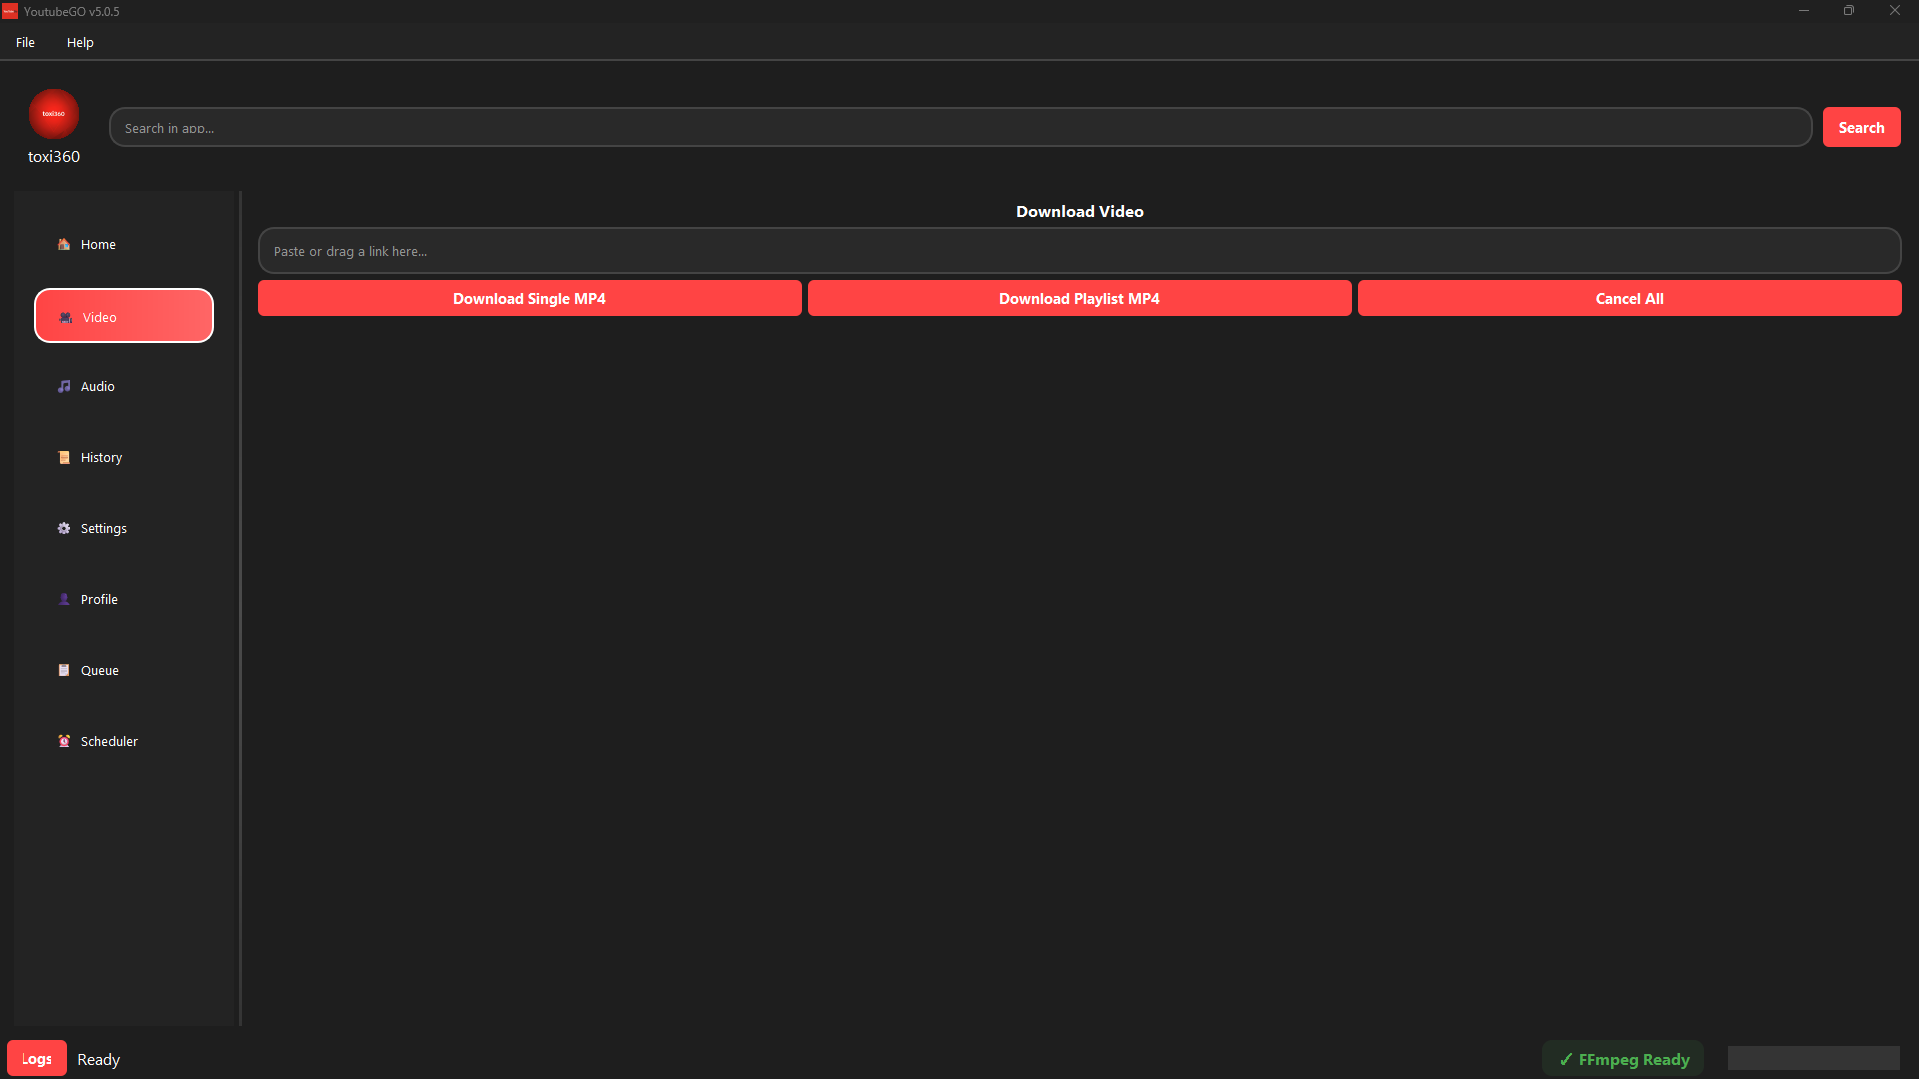 YoutubeGO v5.0.5
File Help
toxi360
Search in app...
Search
toxi360
Home
Video
Audio
History
Settings
Profile
Queue
Scheduler
Download Video
Paste or drag a link here...
Download Single MP4
Download Playlist MP4
Cancel All
Logs
Ready
✓ FFmpeg Ready